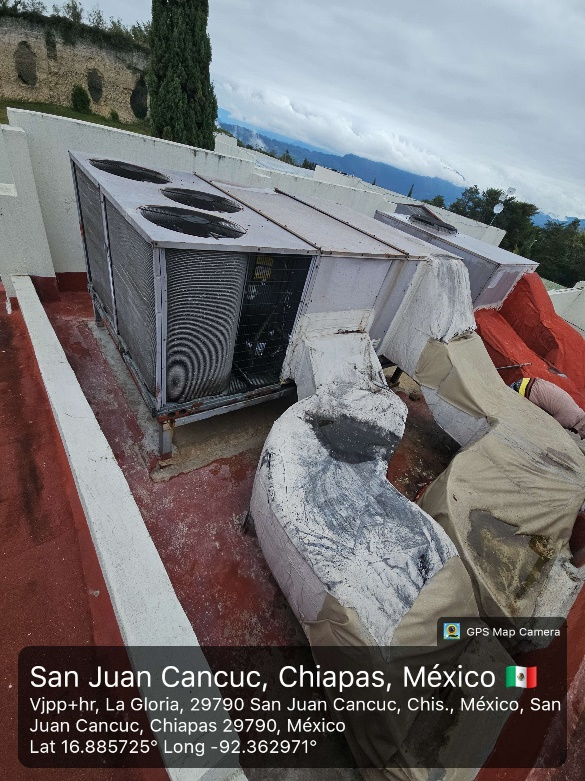 GPS Map Camera
San Juan Cancuc, Chiapas, México
Vjpp+hr, La Gloria, 29790 San Juan Cancuc, Chis., México, San
Juan Cancuc, Chiapas 29790, México
Lat 16.885725° Long -92.362971°